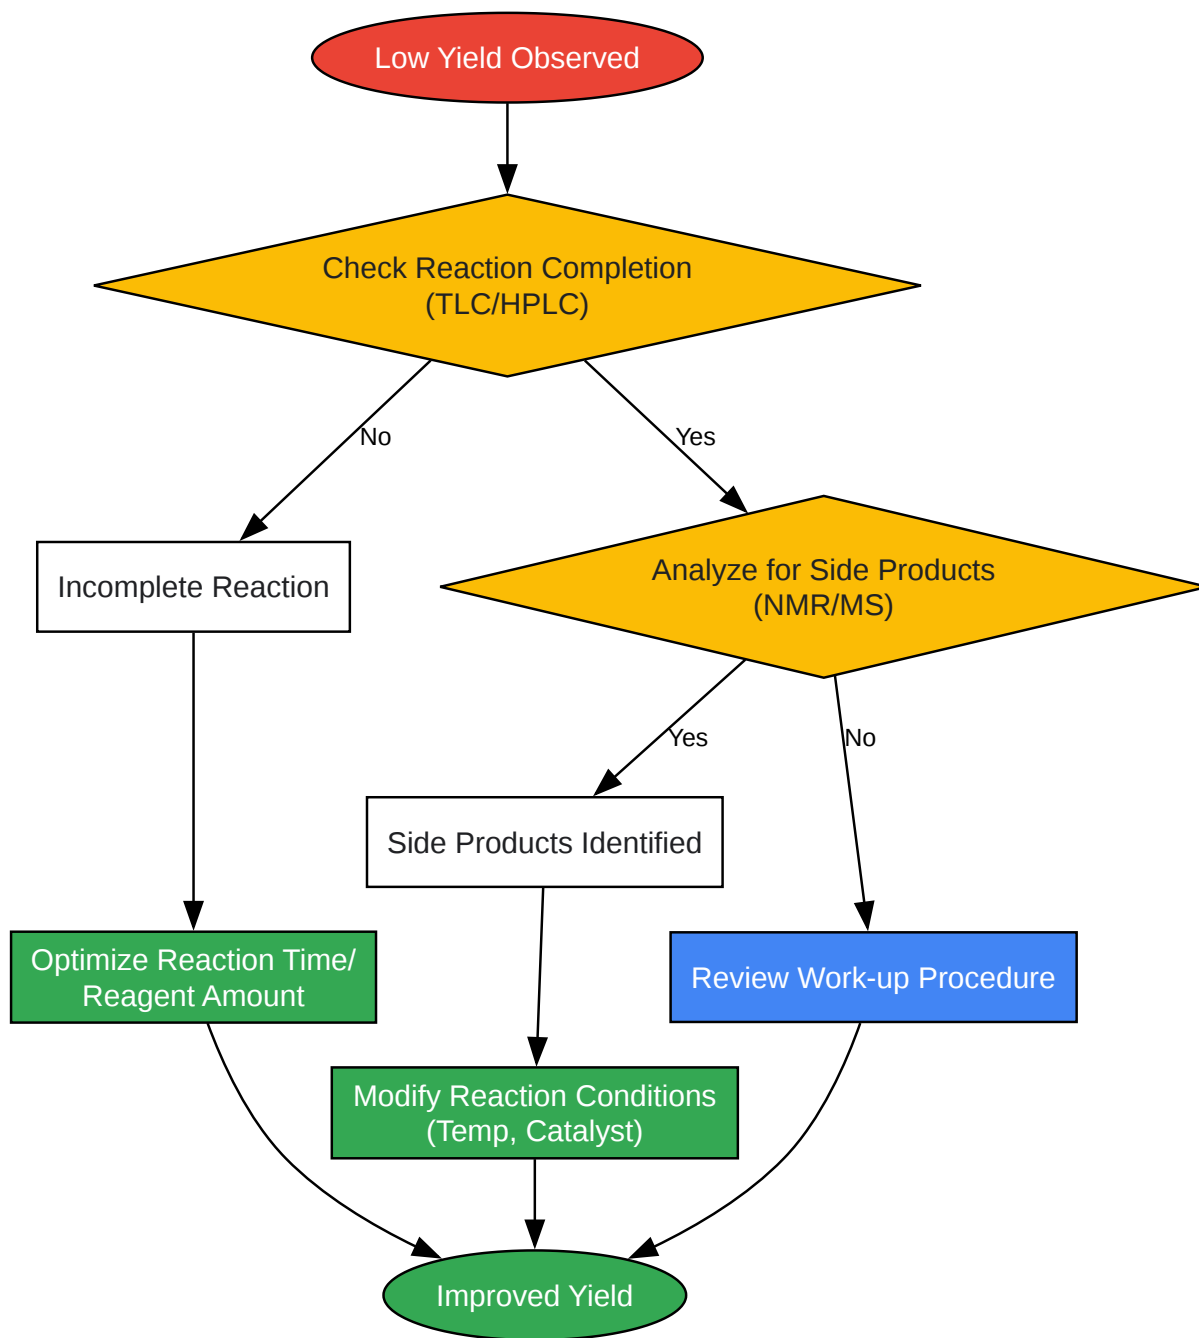 Low Yield Observed
Check Reaction Completion
(TLC/HPLC)
No
Yes
Incomplete Reaction
Analyze for Side Products
(NMR/MS)
Yes
No
Side Products Identified
Optimize Reaction Time/
Reagent Amount
Review Work-up Procedure
Modify Reaction Conditions
(Temp, Catalyst)
Improved Yield